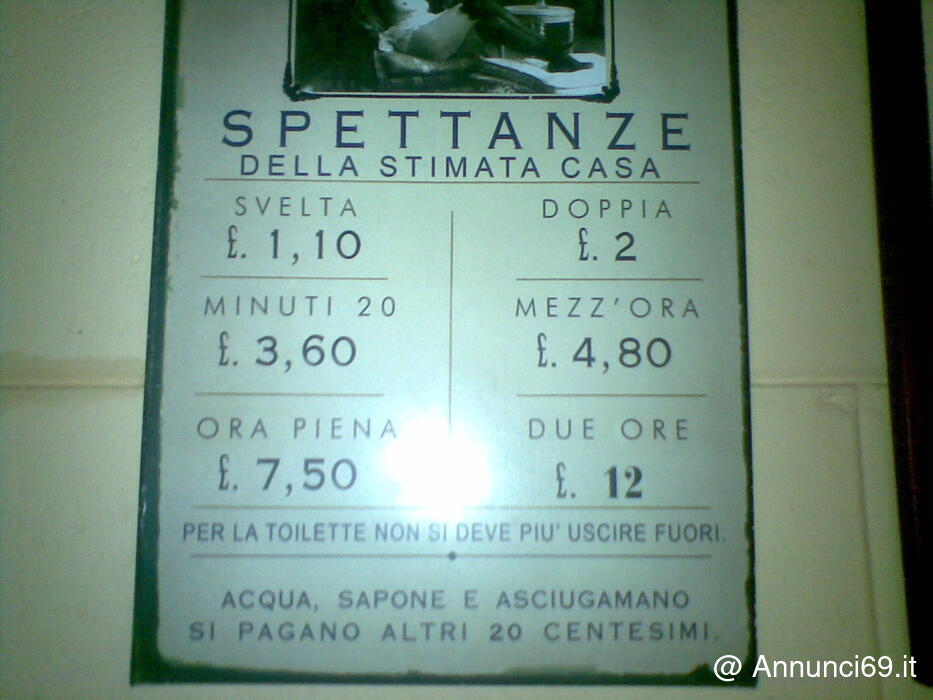 SPETTANZE
DELLA STIMATA CASA
SVELTA
£. 1,10
DOPPIA
£. 2
MINUTI 20
£. 3,60
MEZZ'ORA
£. 4,80
ORA PIENA
£. 7,50
DUE ORE
£. 12
PER LA TOILETTE NON SI DEVE PIU' USCIRE FUORI.
ACQUA, SAPONE E ASCIUGAMANO
SI PAGANO ALTRI 20 CENTESIMI.
@ Annunci69.it